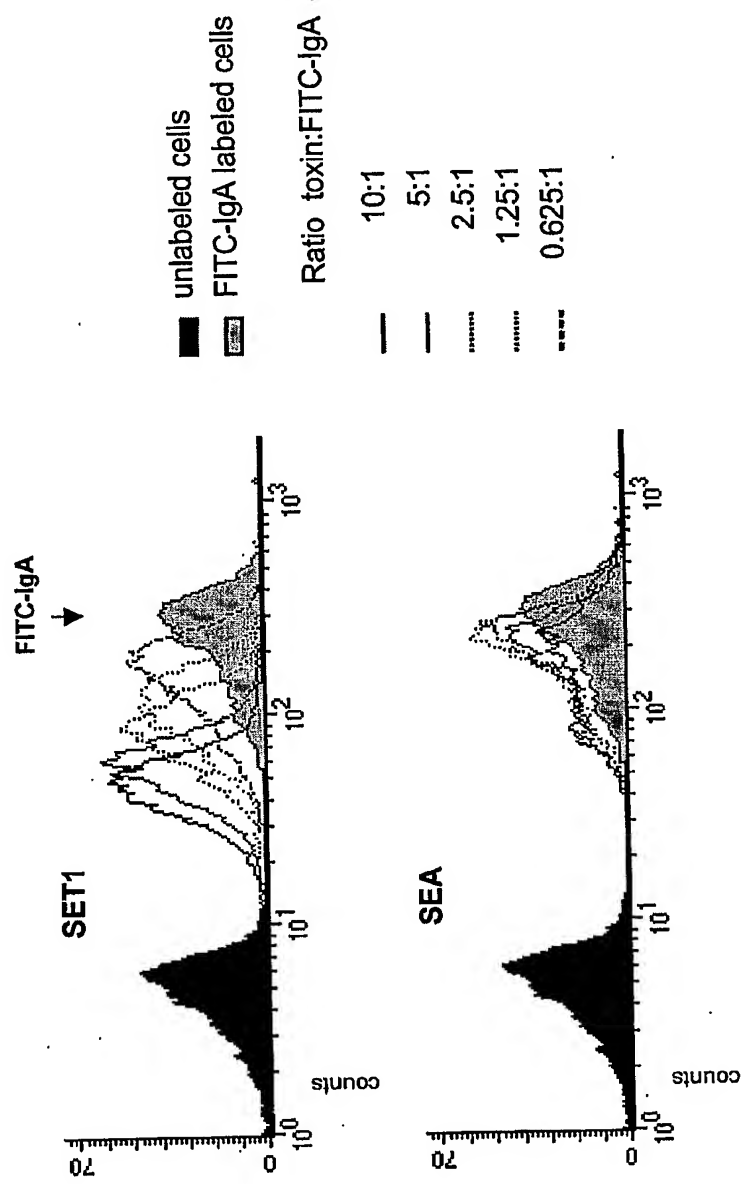 FITC-IgA
SET1
70
0
counts
10^0
10^1
10^2
10^3
SEA
70
0
counts
10^0
10^1
10^2
10^3
unlabeled cells
FITC-IgA labeled cells
Ratio toxin:FITC-IgA
10:1
5:1
2.5:1
1.25:1
0.625:1